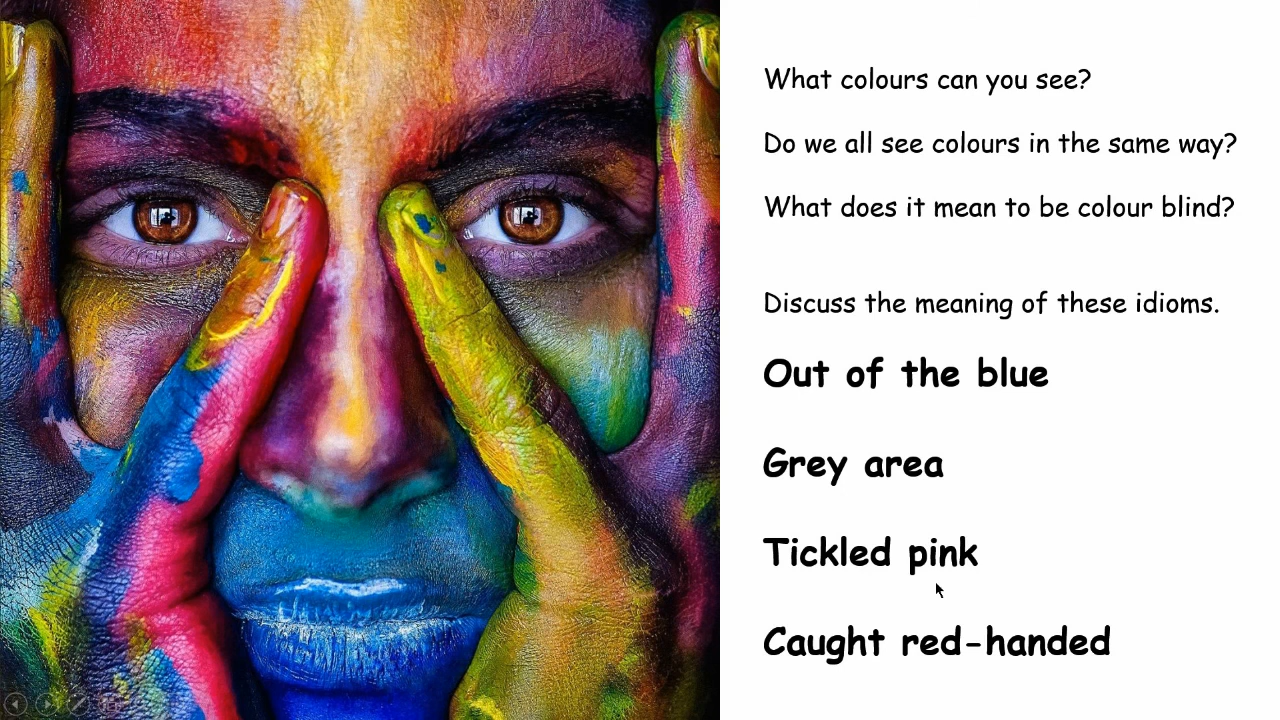 What colours can you see?
Do we all see colours in the same way?
What does it mean to be colour blind?
Discuss the meaning of these idioms.
Out of the blue
Grey area
Tickled pink
Caught red-handed